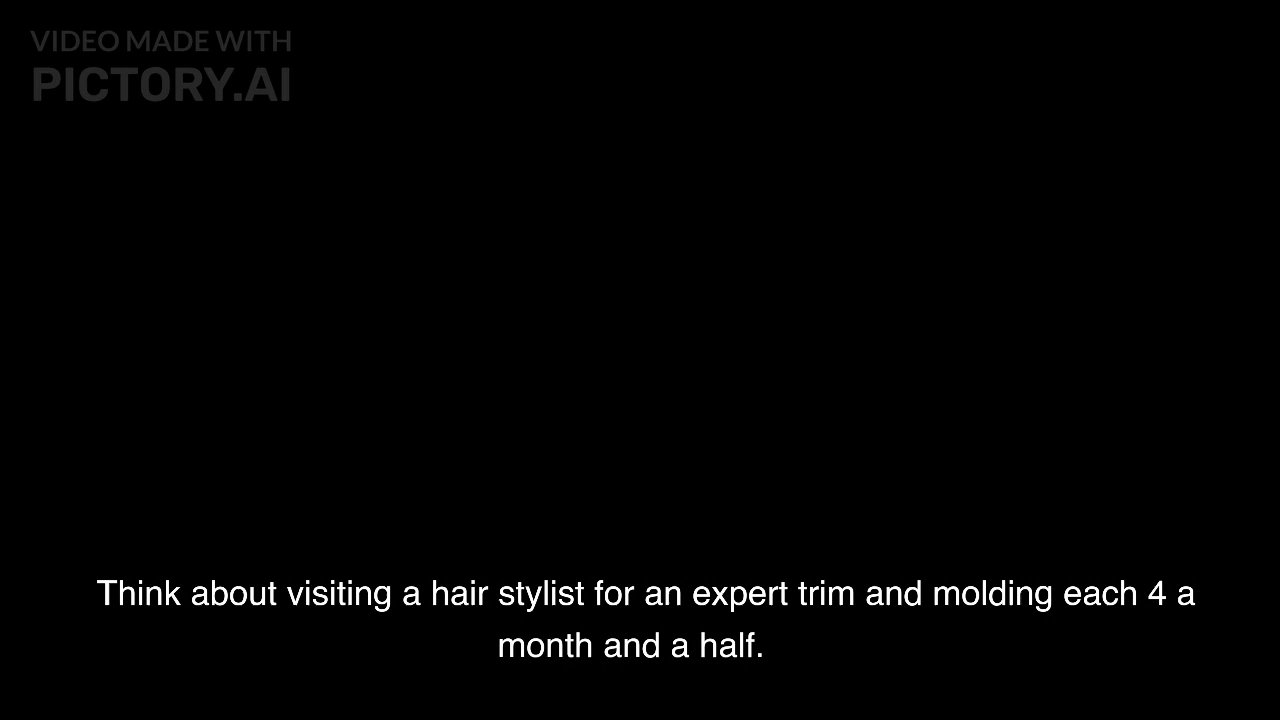 VIDEO MADE WITH
PICTORY.AI
Think about visiting a hair stylist for an expert trim and molding each 4 a
month and a half.